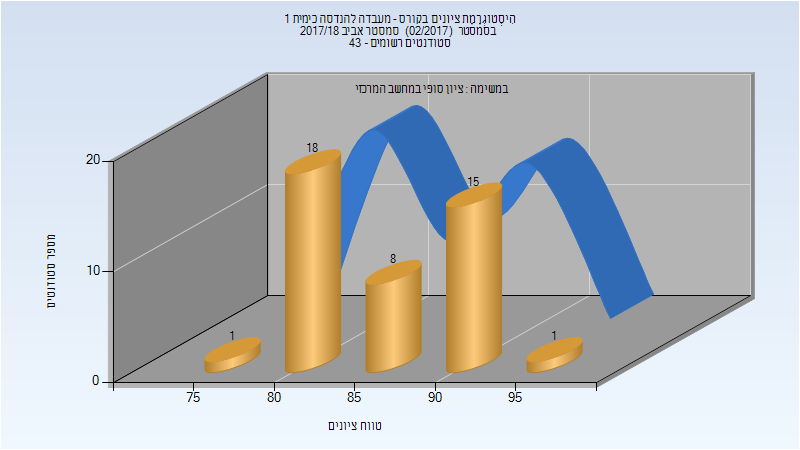 היסטוגרמת ציונים בקורס - מעבדה להנדסה כימית 1
בסמסטר (02/2017) סמסטר אביב 2017/18
סטודנטים רשומים - 43
במשימה : ציון סופי במחשב המרכזי
מספר סטודנטים
20
10
0
1
18
8
15
1
75
80
85
90
95
טווח ציונים